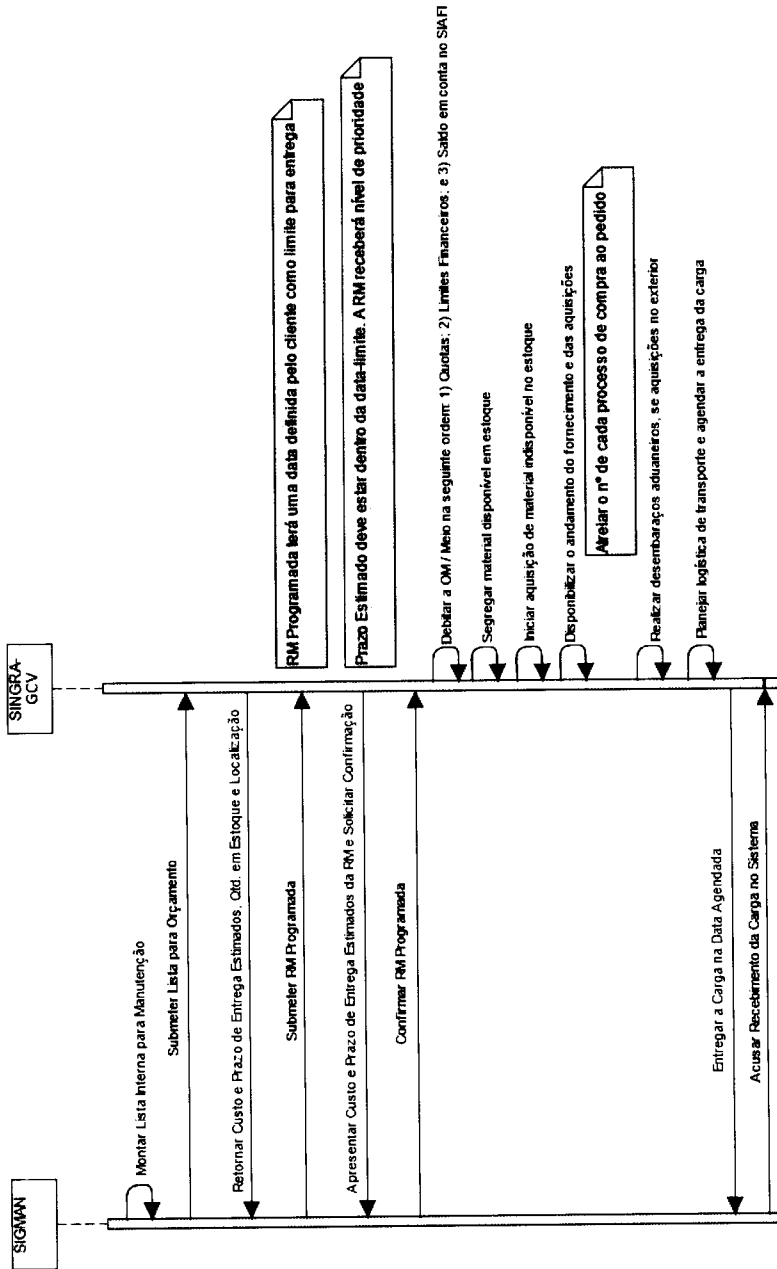 SIGMAN
SINGRA-
GCV
Montar Lista Interna para Manutenção
Submeter Lista para Orçamento
Retornar Custo e Prazo de Entrega Estimados, Qtd. em Estoque e Localização
Submeter RM Programada
RM Programada terá uma data definida pelo cliente como limite para entrega
Apresentar Custo e Prazo de Entrega Estimados da RM e Solicitar Confirmação
Prazo Estimado deve estar dentro da data-limite. A RM receberá nível de prioridade
Confirmar RM Programada
Debitar a OM / Meio na seguinte ordem: 1) Quotas; 2) Limites Financeiros; e 3) Saldo em conta no SIAFI
Segregar material disponível em estoque
Iniciar aquisição de material indisponível no estoque
Disponibilizar o andamento do fornecimento e das aquisições
Atrelar o nº de cada processo de compra ao pedido
Realizar desembaraços aduaneiros, se aquisições no exterior
Planejar logística de transporte e agendar a entrega da carga
Entregar a Carga na Data Agendada
Acusar Recebimento da Carga no Sistema